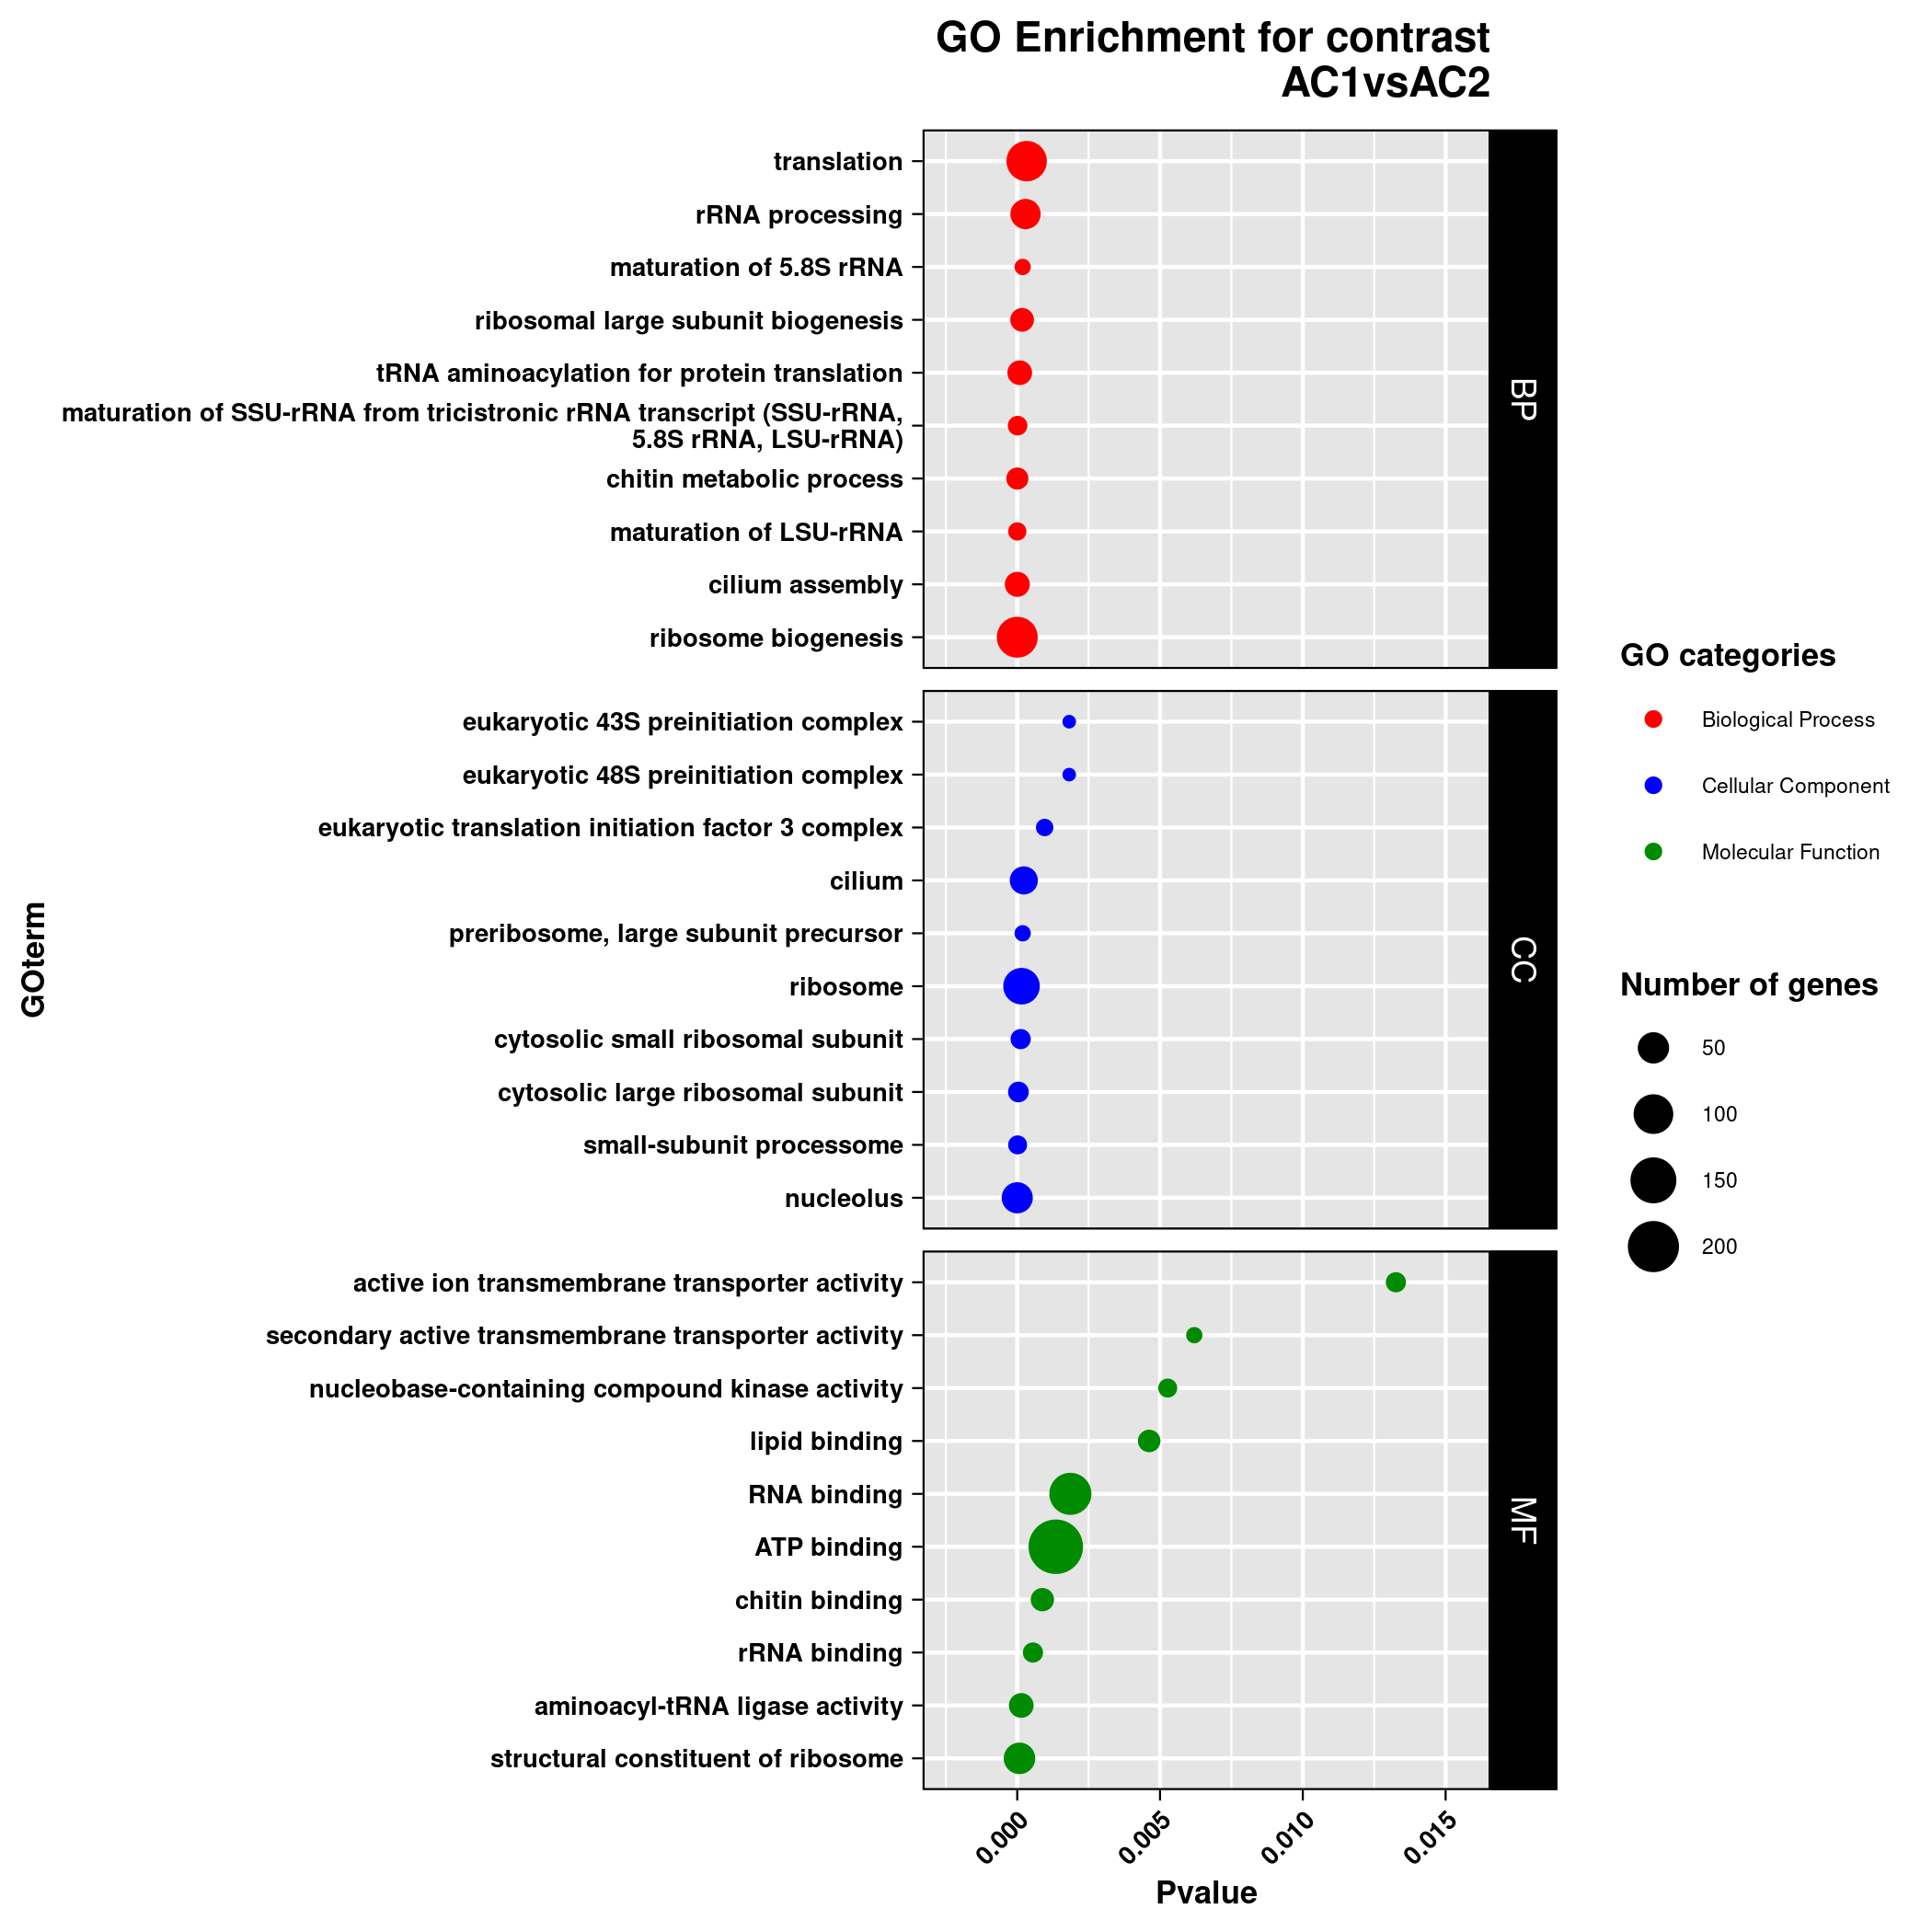 GO Enrichment for contrast
AC1vsAC2
translation
rRNA processing
maturation of 5.8S rRNA
ribosomal large subunit biogenesis
tRNA aminoacylation for protein translation
maturation of SSU-rRNA from tricistronic rRNA transcript (SSU-rRNA,
5.8S rRNA, LSU-rRNA)
chitin metabolic process
maturation of LSU-rRNA
cilium assembly
ribosome biogenesis
BP
eukaryotic 43S preinitiation complex
eukaryotic 48S preinitiation complex
eukaryotic translation initiation factor 3 complex
cilium
preribosome, large subunit precursor
ribosome
cytosolic small ribosomal subunit
cytosolic large ribosomal subunit
small-subunit processome
nucleolus
CC
active ion transmembrane transporter activity
secondary active transmembrane transporter activity
nucleobase-containing compound kinase activity
lipid binding
RNA binding
ATP binding
chitin binding
rRNA binding
aminoacyl-tRNA ligase activity
structural constituent of ribosome
MF
GOterm
0.000
0.005
0.010
0.015
Pvalue
GO categories
Biological Process
Cellular Component
Molecular Function
Number of genes
50
100
150
200